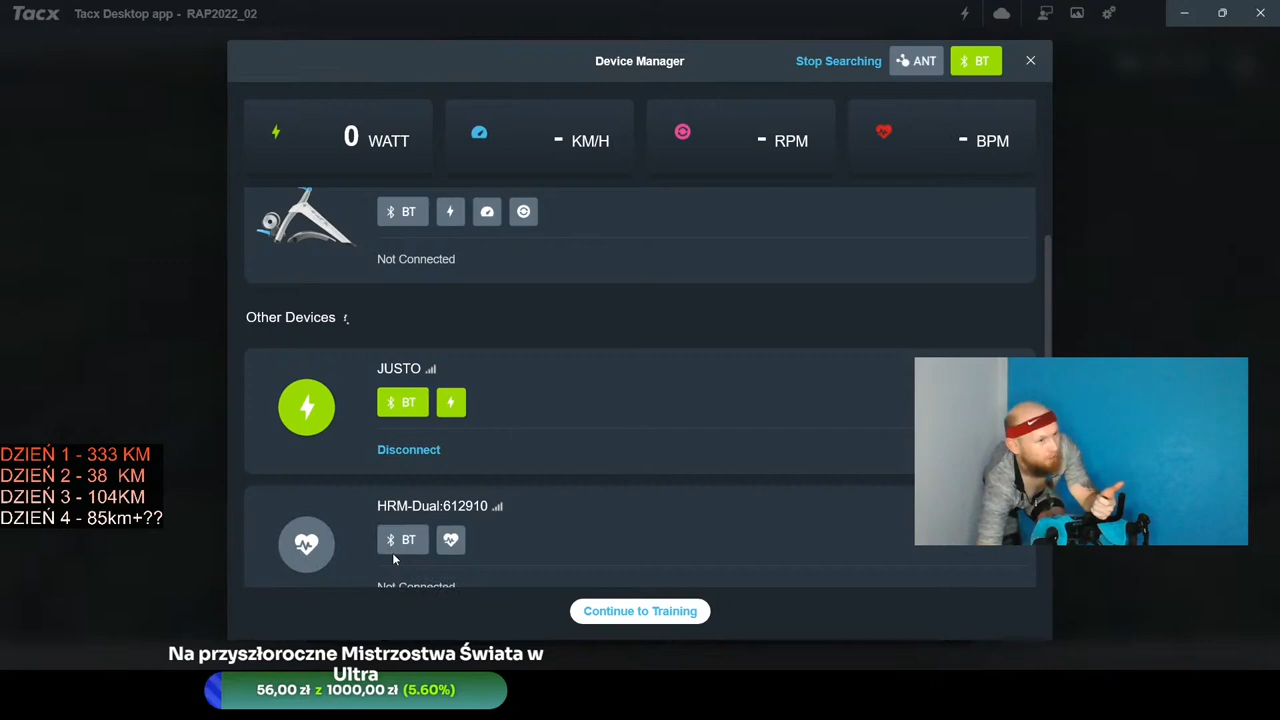 Tacx
Tacx Desktop app - RAP2022_02
Device Manager
Stop Searching
ANT
BT
0 WATT
- KM/H
- RPM
- BPM
BT
Not Connected
Other Devices
JUSTO
BT
Disconnect
HRM-Dual:612910
BT
Not Connected
Continue to Training
DZIEŃ 1 - 333 KM
DZIEŃ 2 - 38 KM
DZIEŃ 3 - 104KM
DZIEŃ 4 - 85km+??
Na przyszłoroczne Mistrzostwa Świata w
Ultra
56,00 zł z 1000,00 zł (5.60%)